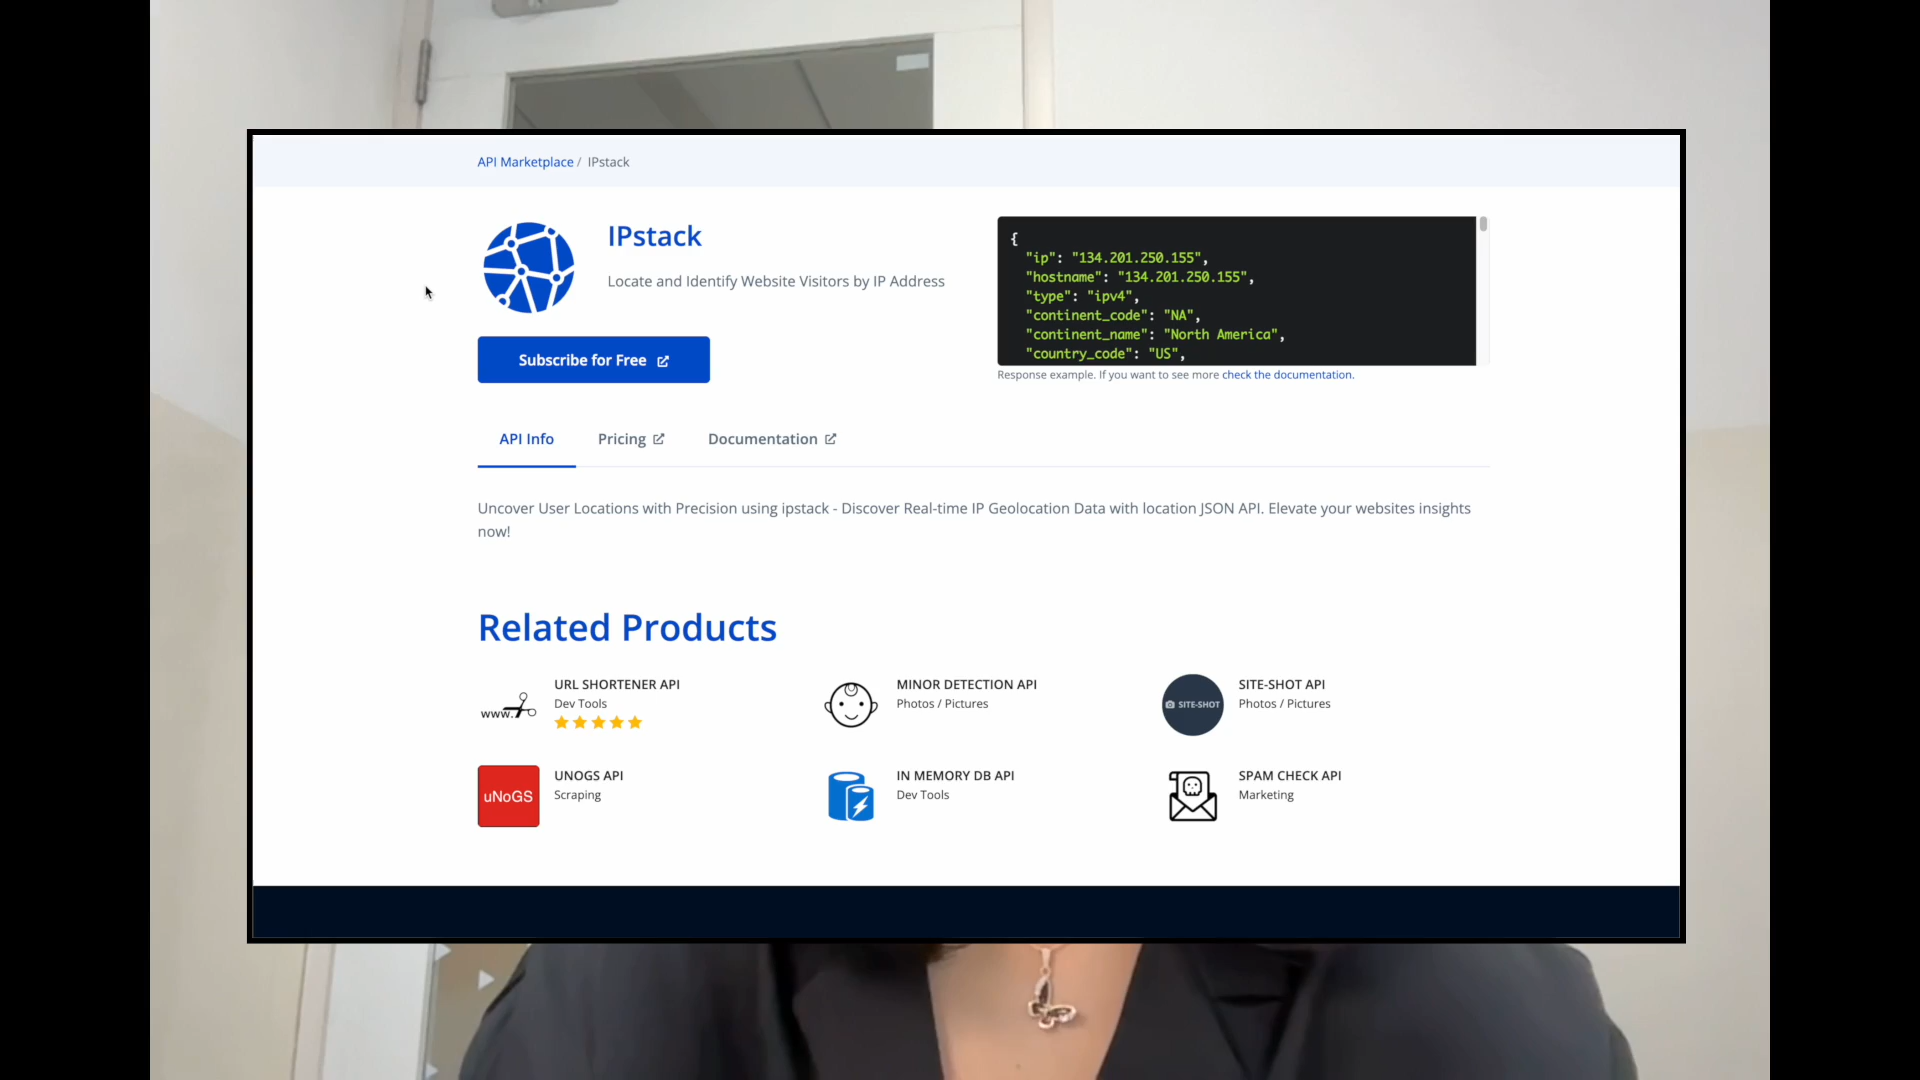 API Marketplace / IPstack
IPstack
Locate and Identify Website Visitors by IP Address
Subscribe for Free
{
"ip": "134.201.250.155",
"hostname": "134.201.250.155",
"type": "ipv4",
"continent_code": "NA",
"continent_name": "North America",
"country_code": "US",
Response example. If you want to see more check the documentation.
API Info
Pricing
Documentation
Uncover User Locations with Precision using ipstack - Discover Real-time IP Geolocation Data with location JSON API. Elevate your websites insights
now!
Related Products
www.
URL SHORTENER API
Dev Tools
MINOR DETECTION API
Photos / Pictures
SITE-SHOT
SITE-SHOT API
Photos / Pictures
uNoGS
UNOGS API
Scraping
IN MEMORY DB API
Dev Tools
SPAM CHECK API
Marketing